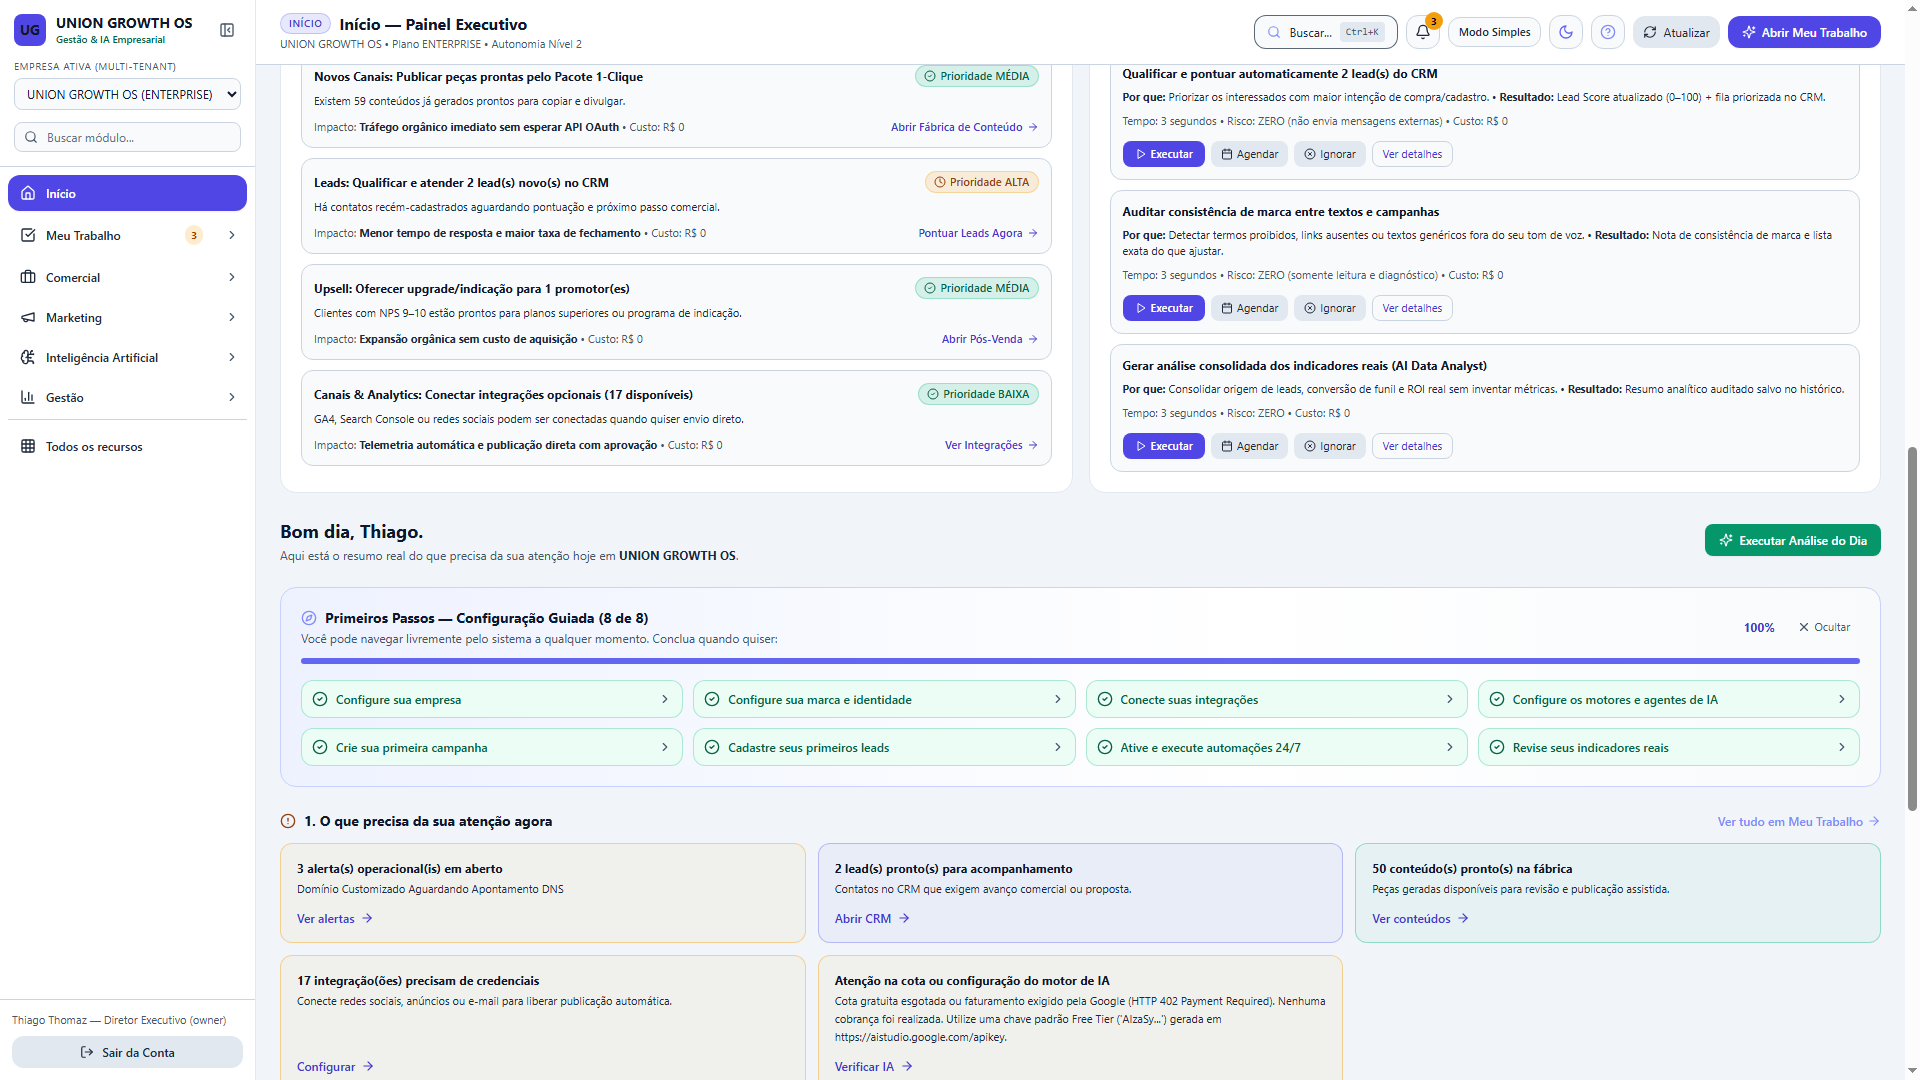 UG
UNION GROWTH OS
Gestão & IA Empresarial
EMPRESA ATIVA (MULTI-TENANT)
UNION GROWTH OS (ENTERPRISE)
Buscar módulo...
Início
Meu Trabalho
3
Comercial
Marketing
Inteligência Artificial
Gestão
Todos os recursos
Thiago Thomaz — Diretor Executivo (owner)
Sair da Conta
INÍCIO
Início — Painel Executivo
UNION GROWTH OS • Plano ENTERPRISE • Autonomia Nível 2
Buscar...
Ctrl+K
3
Modo Simples
Atualizar
Abrir Meu Trabalho
Novos Canais: Publicar peças prontas pelo Pacote 1-Clique
Prioridade MÉDIA
Existem 59 conteúdos já gerados prontos para copiar e divulgar.
Impacto: Tráfego orgânico imediato sem esperar API OAuth • Custo: R$ 0
Abrir Fábrica de Conteúdo
Leads: Qualificar e atender 2 lead(s) novo(s) no CRM
Prioridade ALTA
Há contatos recém-cadastrados aguardando pontuação e próximo passo comercial.
Impacto: Menor tempo de resposta e maior taxa de fechamento • Custo: R$ 0
Pontuar Leads Agora
Upsell: Oferecer upgrade/indicação para 1 promotor(es)
Prioridade MÉDIA
Clientes com NPS 9–10 estão prontos para planos superiores ou programa de indicação.
Impacto: Expansão orgânica sem custo de aquisição • Custo: R$ 0
Abrir Pós-Venda
Canais & Analytics: Conectar integrações opcionais (17 disponíveis)
Prioridade BAIXA
GA4, Search Console ou redes sociais podem ser conectadas quando quiser envio direto.
Impacto: Telemetria automática e publicação direta com aprovação • Custo: R$ 0
Ver Integrações
Qualificar e pontuar automaticamente 2 lead(s) do CRM
Por que: Priorizar os interessados com maior intenção de compra/cadastro. • Resultado: Lead Score atualizado (0–100) + fila priorizada no CRM.
Tempo: 3 segundos • Risco: ZERO (não envia mensagens externas) • Custo: R$ 0
Executar
Agendar
Ignorar
Ver detalhes
Auditar consistência de marca entre textos e campanhas
Por que: Detectar termos proibidos, links ausentes ou textos genéricos fora do seu tom de voz. • Resultado: Nota de consistência de marca e lista
exata do que ajustar.
Tempo: 3 segundos • Risco: ZERO (somente leitura e diagnóstico) • Custo: R$ 0
Executar
Agendar
Ignorar
Ver detalhes
Gerar análise consolidada dos indicadores reais (AI Data Analyst)
Por que: Consolidar origem de leads, conversão de funil e ROI real sem inventar métricas. • Resultado: Resumo analítico auditado salvo no histórico.
Tempo: 3 segundos • Risco: ZERO • Custo: R$ 0
Executar
Agendar
Ignorar
Ver detalhes
Bom dia, Thiago.
Aqui está o resumo real do que precisa da sua atenção hoje em UNION GROWTH OS.
Executar Análise do Dia
Primeiros Passos — Configuração Guiada (8 de 8)
Você pode navegar livremente pelo sistema a qualquer momento. Conclua quando quiser:
100%
Ocultar
Configure sua empresa
Configure sua marca e identidade
Conecte suas integrações
Configure os motores e agentes de IA
Crie sua primeira campanha
Cadastre seus primeiros leads
Ative e execute automações 24/7
Revise seus indicadores reais
1. O que precisa da sua atenção agora
Ver tudo em Meu Trabalho
3 alerta(s) operacional(is) em aberto
Domínio Customizado Aguardando Apontamento DNS
Ver alertas
2 lead(s) pronto(s) para acompanhamento
Contatos no CRM que exigem avanço comercial ou proposta.
Abrir CRM
50 conteúdo(s) pronto(s) na fábrica
Peças geradas disponíveis para revisão e publicação assistida.
Ver conteúdos
17 integração(ões) precisam de credenciais
Conecte redes sociais, anúncios ou e-mail para liberar publicação automática.
Configurar
Atenção na cota ou configuração do motor de IA
Cota gratuita esgotada ou faturamento exigido pela Google (HTTP 402 Payment Required). Nenhuma
cobrança foi realizada. Utilize uma chave padrão Free Tier ('AIzaSy...') gerada em
https://aistudio.google.com/apikey.
Verificar IA